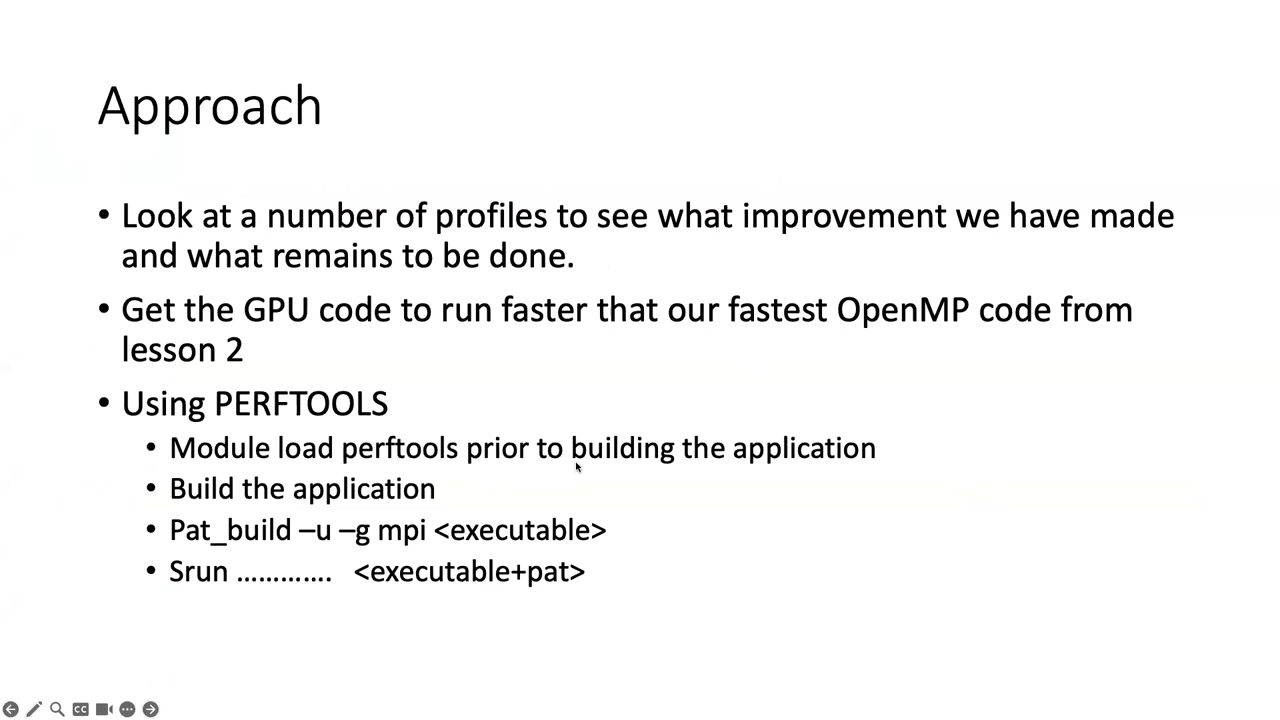 Approach
• Look at a number of profiles to see what improvement we have made
and what remains to be done.
• Get the GPU code to run faster that our fastest OpenMP code from
lesson 2
• Using PERFTOOLS
• Module load perftools prior to building the application
• Build the application
• Pat_build –u –g mpi <executable>
• Srun …………. <executable+pat>
CC